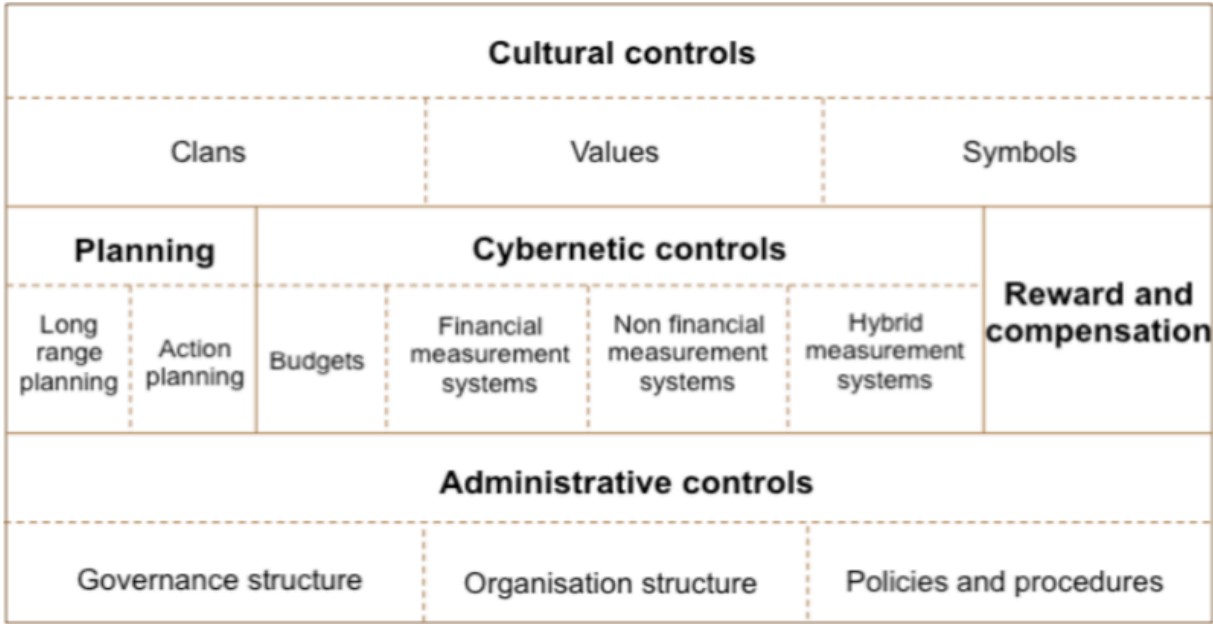 Cultural controls
Clans
Values
Symbols
Planning
Cybernetic controls
Reward and
compensation
Long
range
planning
Action
planning
Budgets
Financial
measurement
systems
Non financial
measurement
systems
Hybrid
measurement
systems
Administrative controls
Governance structure
Organisation structure
Policies and procedures